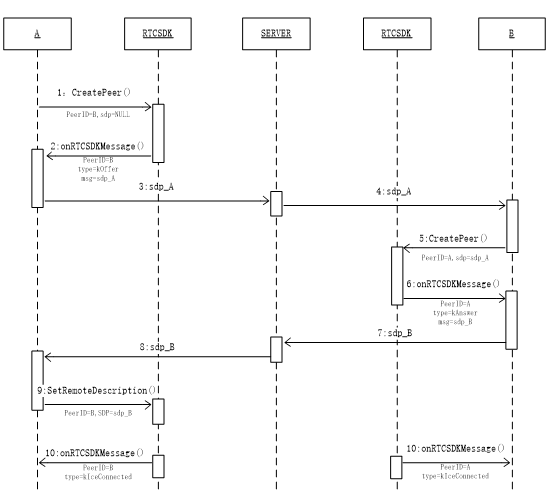 A
RTCSDK
SERVER
RTCSDK
B
1: CreatePeer()
PeerID=B,sdp=NULL
2:onRTCSDKMessage()
PeerID=B
type=kOffer
msg=sdp_A
3:sdp_A
4:sdp_A
5:CreatePeer()
PeerID=A,sdp=sdp_A
6:onRTCSDKMessage()
PeerID=A
type=kAnswer
msg=sdp_B
7:sdp_B
8:sdp_B
9:SetRemoteDescription()
PeerID=B,SDP=sdp_B
10:onRTCSDKMessage()
PeerID=B
type=kIceConnected
10:onRTCSDKMessage()
PeerID=A
type=kIceConnected